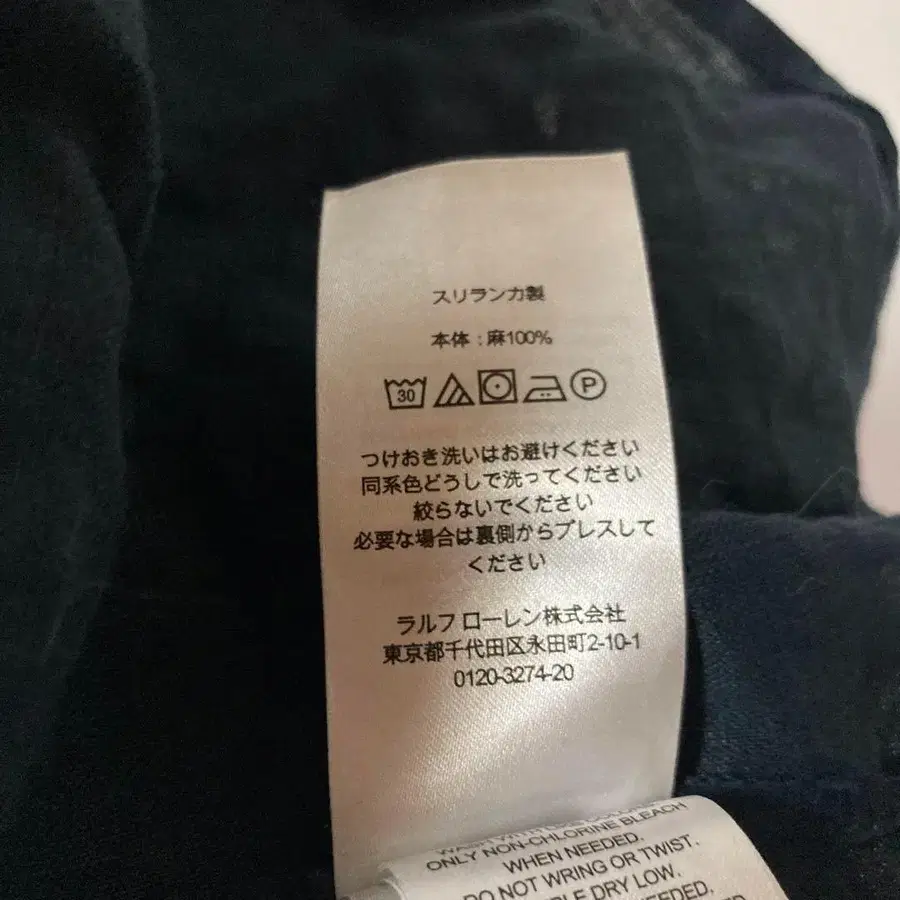 スリランカ製
本体：麻100%
30 P
つけおき洗いはお避けください
同系色どうしで洗ってください
絞らないでください
必要な場合は裏側からプレスして
ください
ラルフ ローレン株式会社
東京都千代田区永田町2-10-1
0120-3274-20
WASH WITH
ONLY NON-CHLORINE BLEACH
WHEN NEEDED.
DO NOT WRING OR TWIST.
DRY LOW.